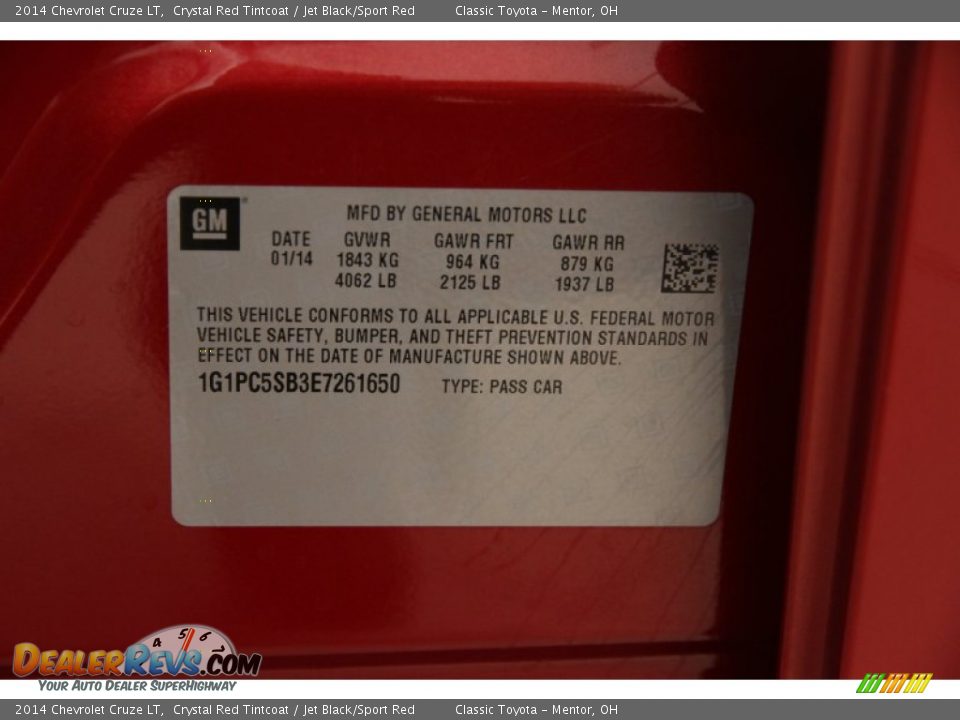 2014 Chevrolet Cruze LT, Crystal Red Tintcoat / Jet Black/Sport Red Classic Toyota - Mentor, OH
GM
MFD BY GENERAL MOTORS LLC
DATE GVWR GAWR FRT GAWR RR
01/14 1843 KG 964 KG 879 KG
4062 LB 2125 LB 1937 LB
THIS VEHICLE CONFORMS TO ALL APPLICABLE U.S. FEDERAL MOTOR
VEHICLE SAFETY, BUMPER, AND THEFT PREVENTION STANDARDS IN
EFFECT ON THE DATE OF MANUFACTURE SHOWN ABOVE.
1G1PC5SB3E7261650 TYPE: PASS CAR
4 5 6
DEALERREVS.COM
YOUR AUTO DEALER SUPERHIGHWAY
2014 Chevrolet Cruze LT, Crystal Red Tintcoat / Jet Black/Sport Red Classic Toyota - Mentor, OH